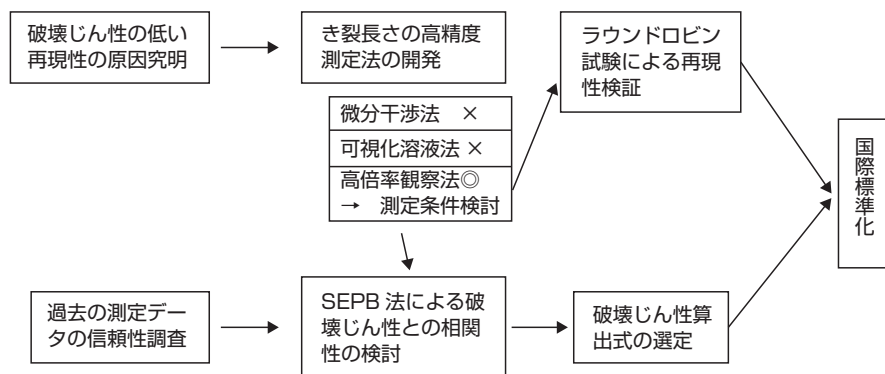 破壊じん性の低い
再現性の原因究明
き裂長さの高精度
測定法の開発
微分干渉法　×
可視化溶液法 ×
高倍率観察法◎
→　測定条件検討
ラウンドロビン
試験による再現
性検証
国際標準化
過去の測定デー
タの信頼性調査
SEPB 法による破
壊じん性との相関
性の検討
破壊じん性算
出式の選定